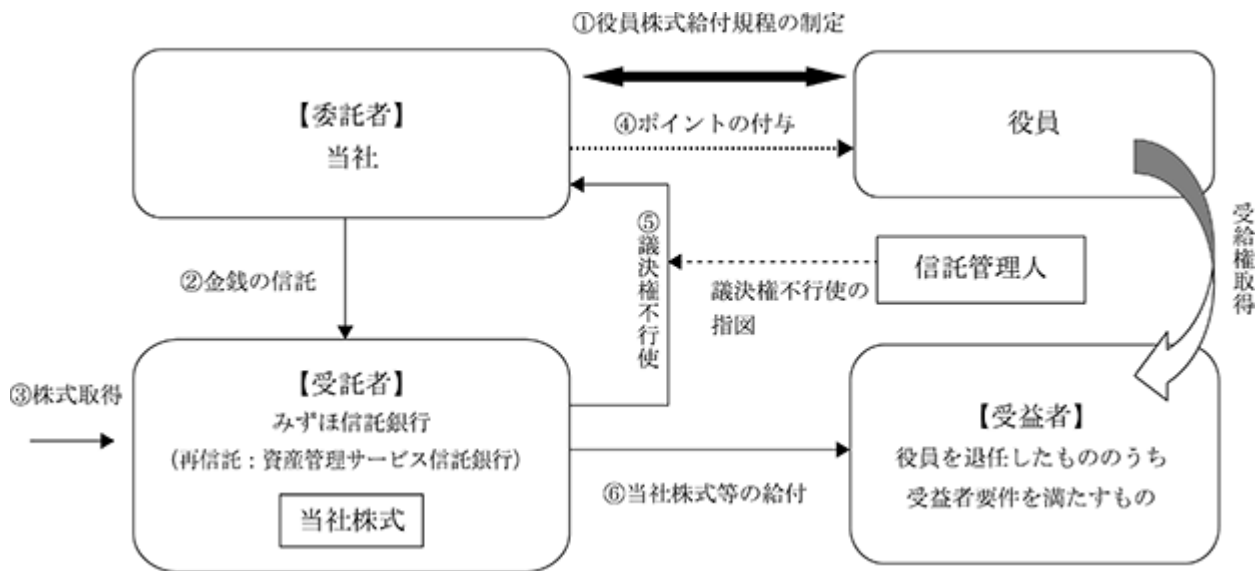 ①役員株式給付規程の制定
【委託者】
当社
④ポイントの付与
役員
②金銭の信託
⑤議決権不行使
議決権不行使の
指図
信託管理人
受給権取得
③株式取得
【受託者】
みずほ信託銀行
(再信託：資産管理サービス信託銀行)
当社株式
⑥当社株式等の給付
【受益者】
役員を退任したもののうち
受益者要件を満たすもの